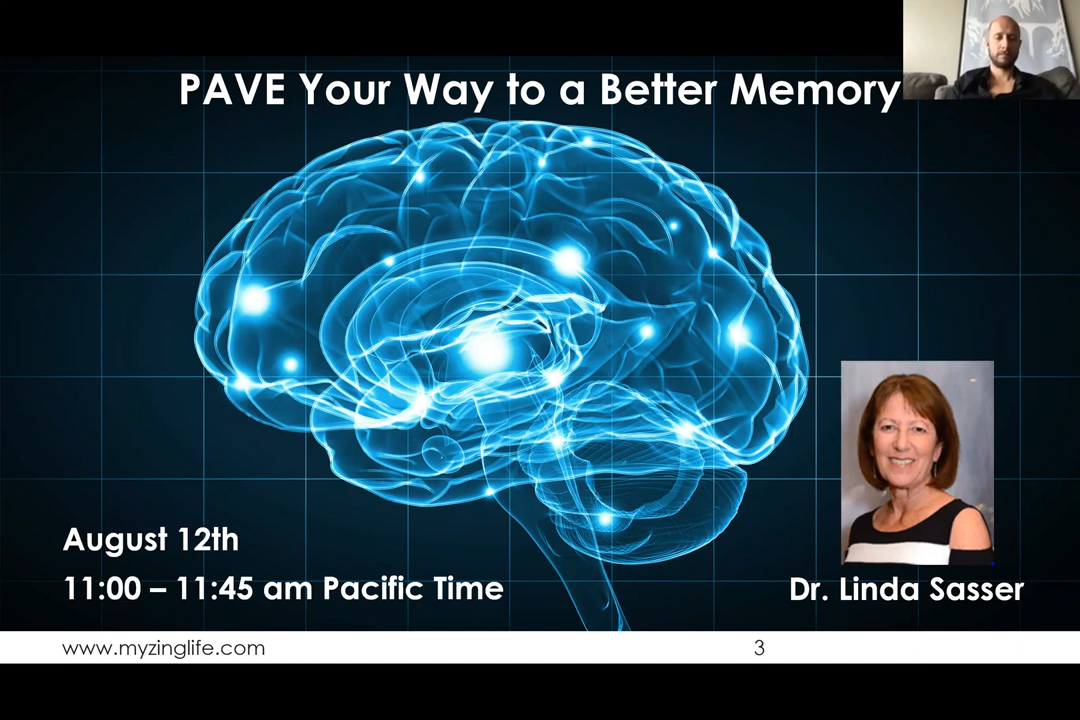 PAVE Your Way to a Better Memory
August 12th
11:00 – 11:45 am Pacific Time
Dr. Linda Sasser
www.myzinglife.com
3